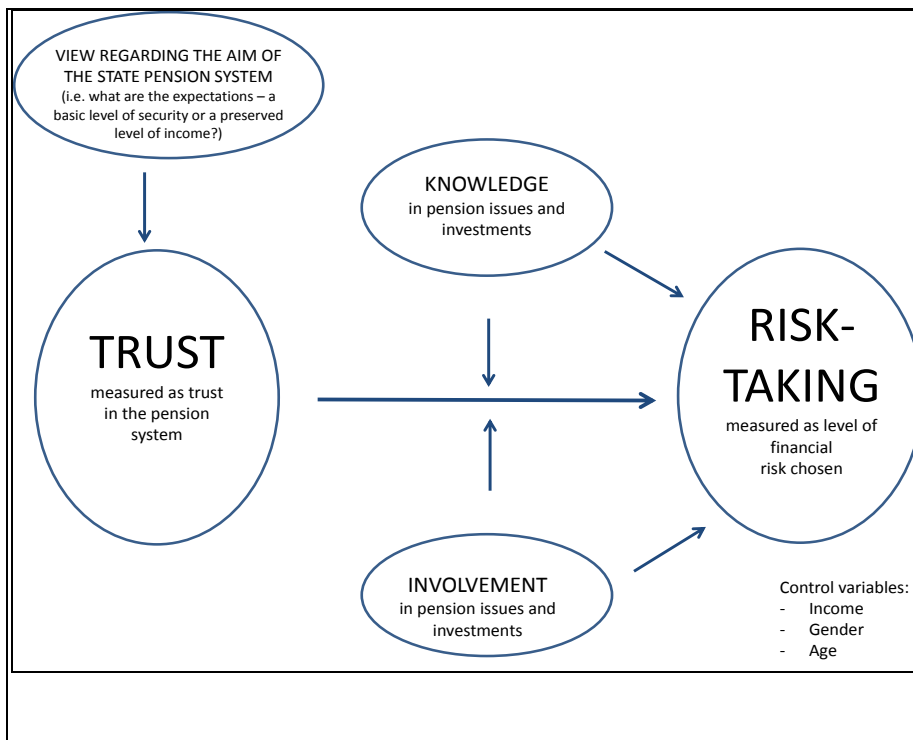 VIEW REGARDING THE AIM OF
THE STATE PENSION SYSTEM
(i.e. what are the expectations – a
basic level of security or a preserved
level of income?)
KNOWLEDGE
in pension issues and
investments
TRUST
measured as trust
in the pension
system
RISK-
TAKING
measured as level of
financial
risk chosen
INVOLVEMENT
in pension issues and
investments
Control variables:
- Income
- Gender
- Age